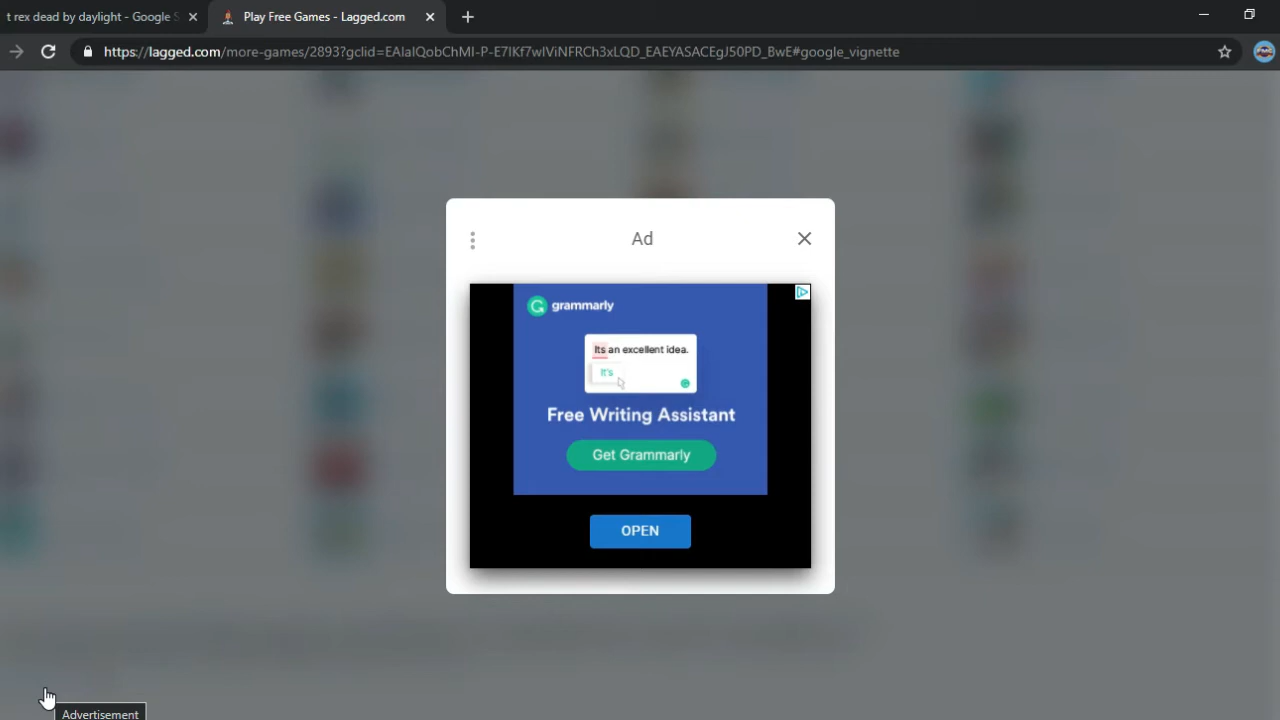 t rex dead by daylight - Google S
Play Free Games - Lagged.com
https://lagged.com/more-games/2893?gclid=EAIaIQobChMI-P-E7IKf7wIViNFRCh3xLQD_EAEYASACEgJ50PD_BwE#google_vignette
Ad
grammarly
Its an excellent idea.
It's
Free Writing Assistant
Get Grammarly
OPEN
Advertisement